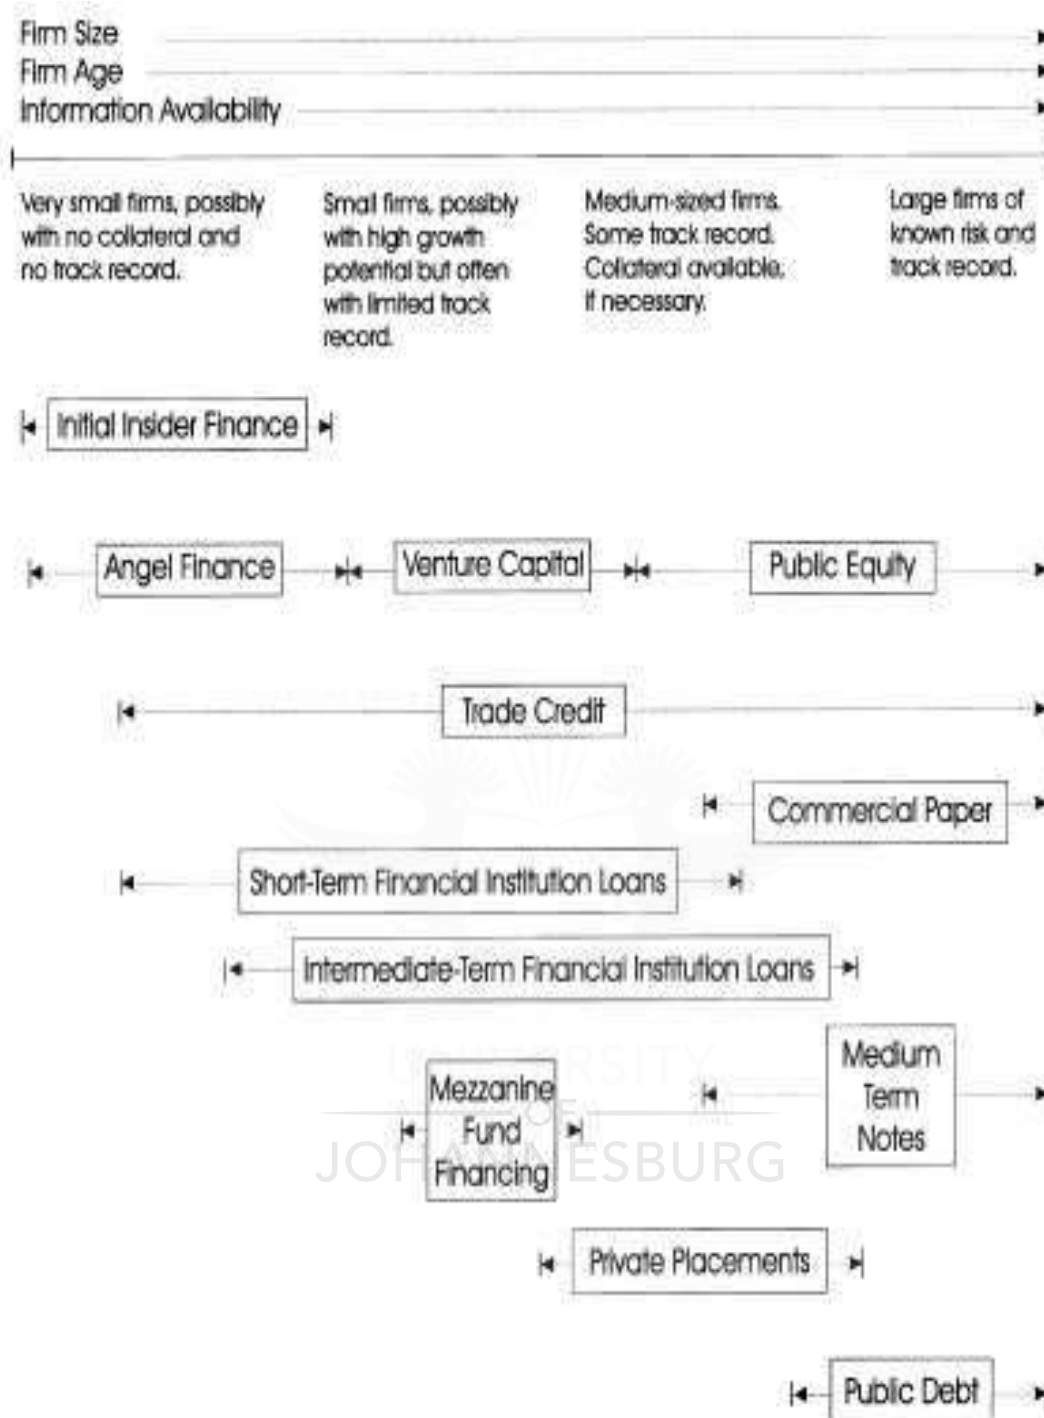 Firm Size
Firm Age
Information Availability
Very small firms, possibly
with no collateral and
no track record.
Small firms, possibly
with high growth
potential but often
with limited track
record.
Medium-sized firms.
Some track record.
Collateral available,
if necessary.
Large firms of
known risk and
track record.
Initial Insider Finance
Angel Finance
Venture Capital
Public Equity
Trade Credit
Commercial Paper
Short-Term Financial Institution Loans
Intermediate-Term Financial Institution Loans
Mezzanine
Fund
Financing
Medium
Term
Notes
UNIVERSITY
OF
JOHANNESBURG
Private Placements
Public Debt